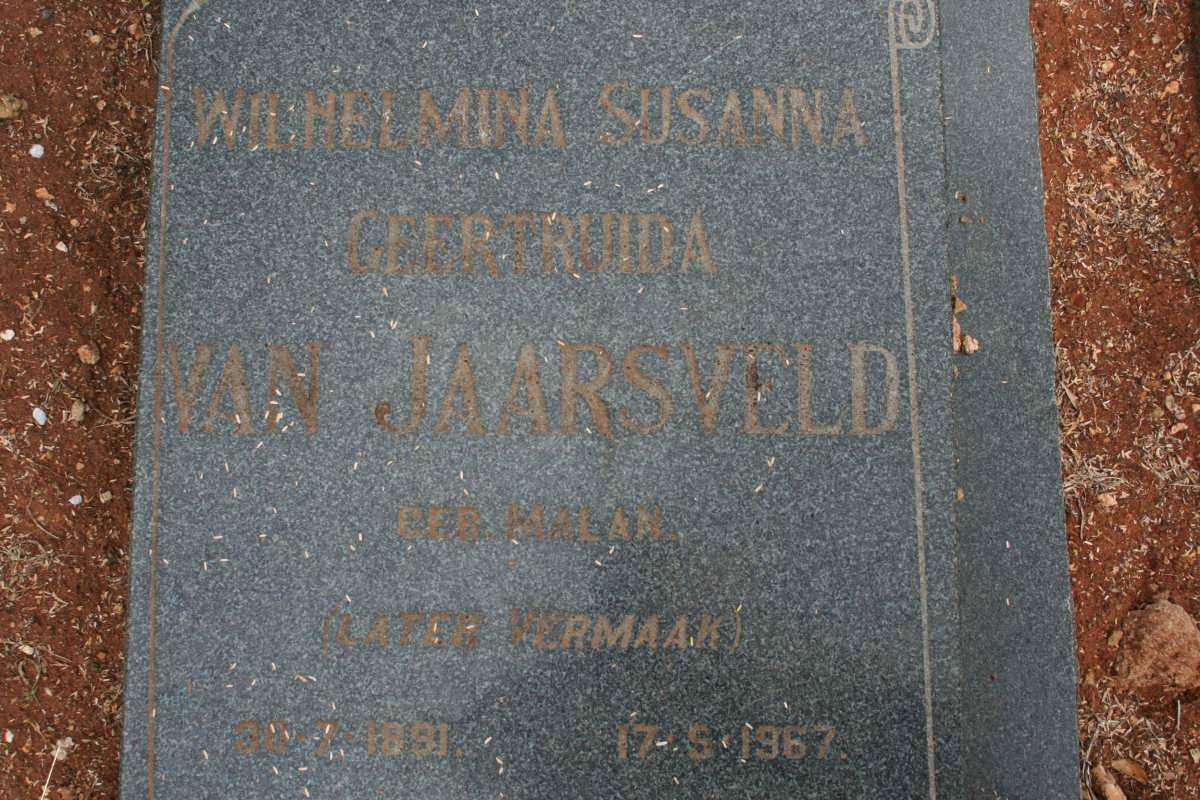 WILHELMINA SUSANNA
GEERTRUIDA
VAN JAARSVELD
GEB. MALAN.
(LATER VERMAAK)
30·7·1891. 17·5·1967.